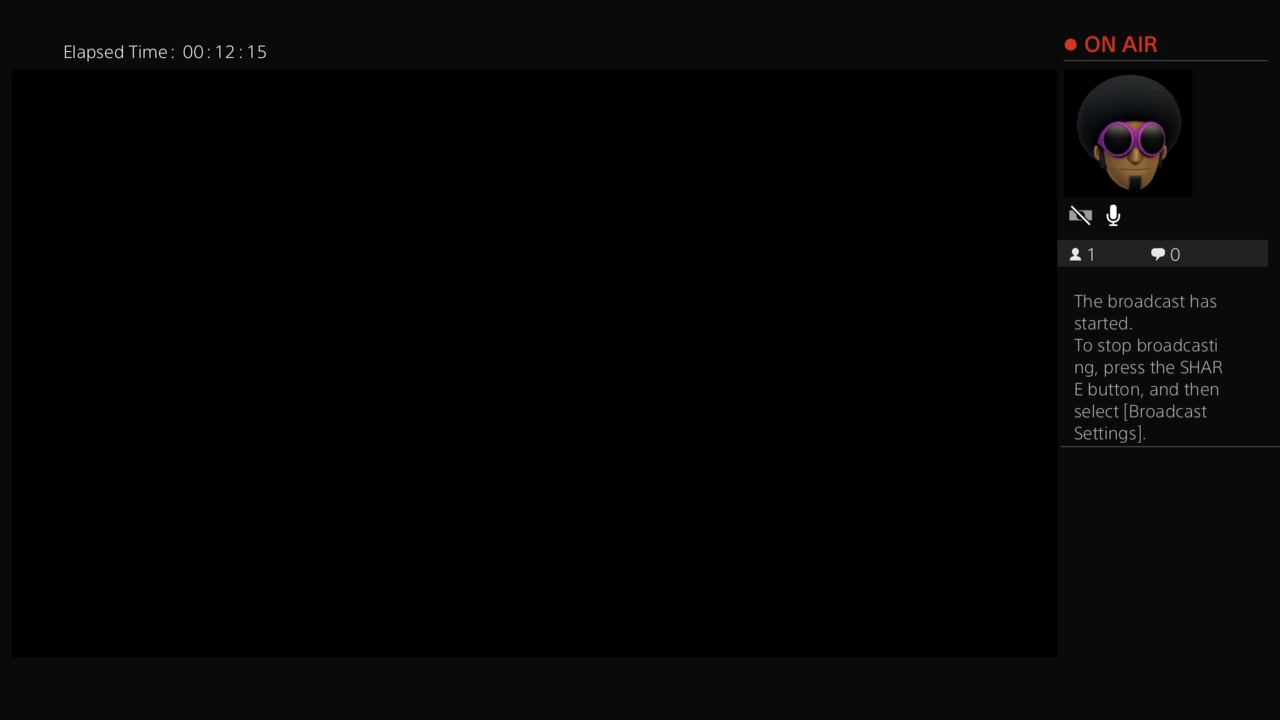 Elapsed Time: 00:12:15
ON AIR
1
0
The broadcast has
started.
To stop broadcasti
ng, press the SHAR
E button, and then
select [Broadcast
Settings].